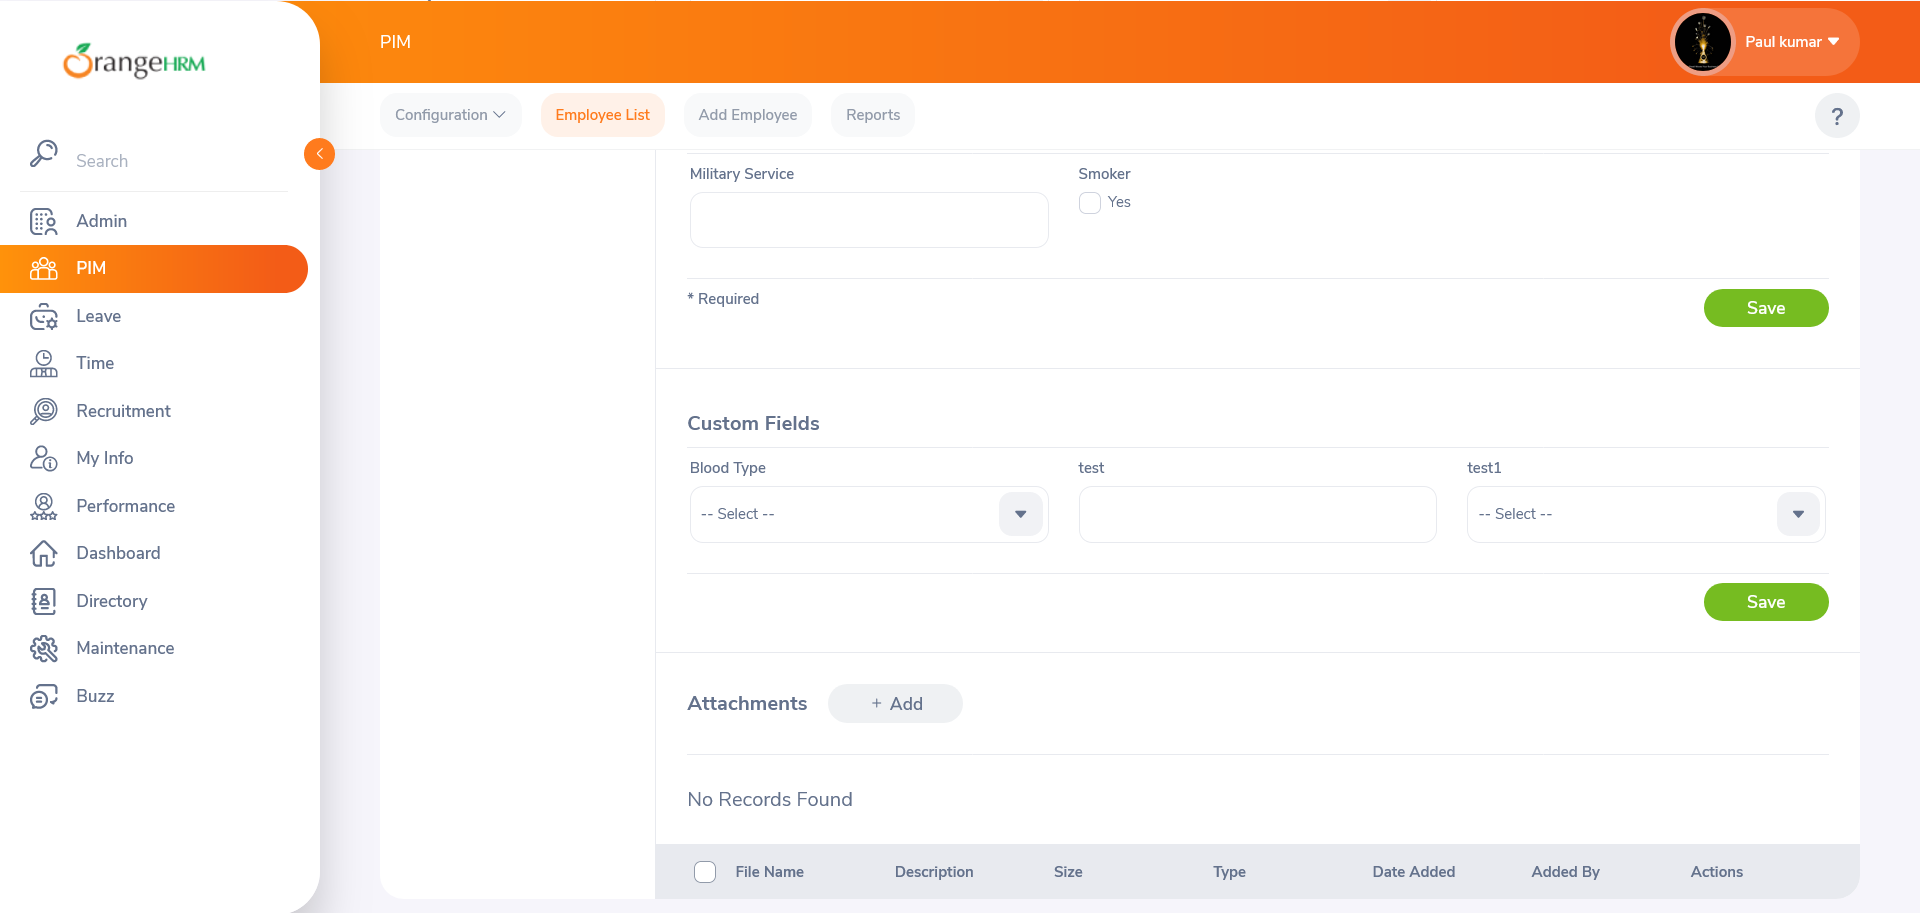 OrangeHRM
PIM
Paul kumar
Configuration
Employee List
Add Employee
Reports
?
Search
Admin
PIM
Leave
Time
Recruitment
My Info
Performance
Dashboard
Directory
Maintenance
Buzz
Military Service
Smoker
Yes
* Required
Save
Custom Fields
Blood Type
test
test1
-- Select --
-- Select --
Save
Attachments
+ Add
No Records Found
File Name
Description
Size
Type
Date Added
Added By
Actions